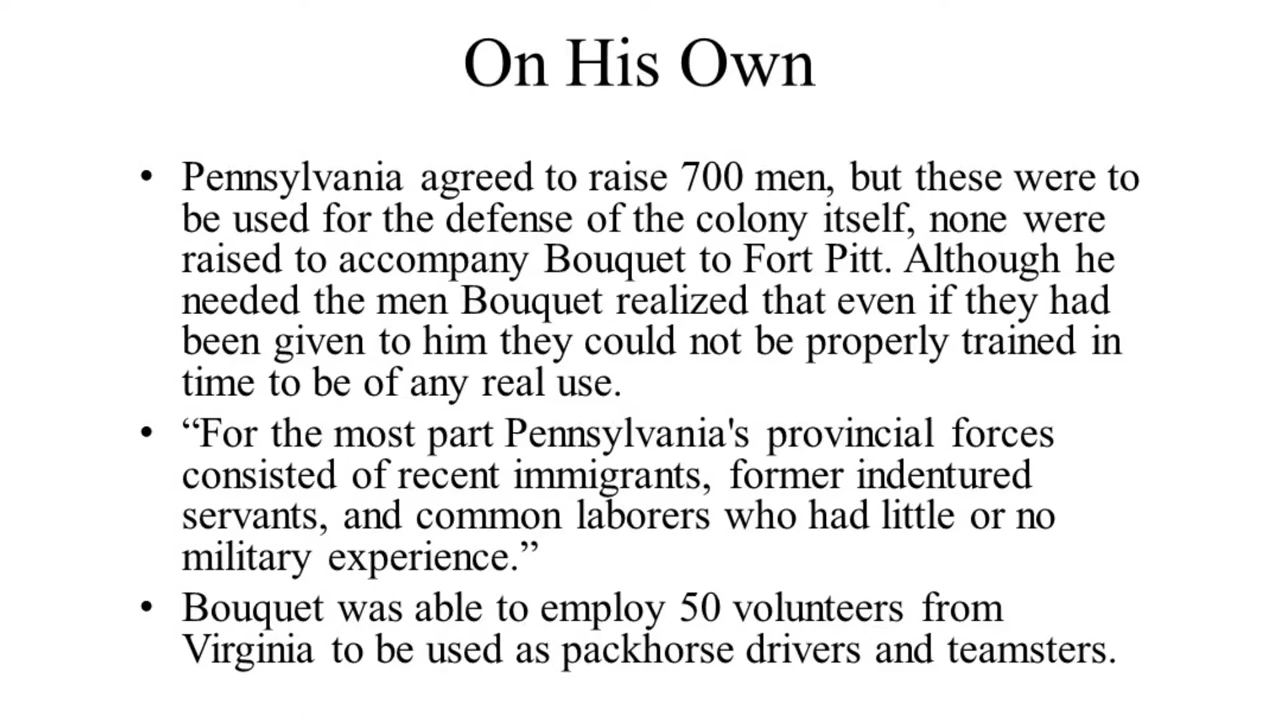 On His Own
• Pennsylvania agreed to raise 700 men, but these were to
be used for the defense of the colony itself, none were
raised to accompany Bouquet to Fort Pitt. Although he
needed the men Bouquet realized that even if they had
been given to him they could not be properly trained in
time to be of any real use.
• “For the most part Pennsylvania's provincial forces
consisted of recent immigrants, former indentured
servants, and common laborers who had little or no
military experience.”
• Bouquet was able to employ 50 volunteers from
Virginia to be used as packhorse drivers and teamsters.